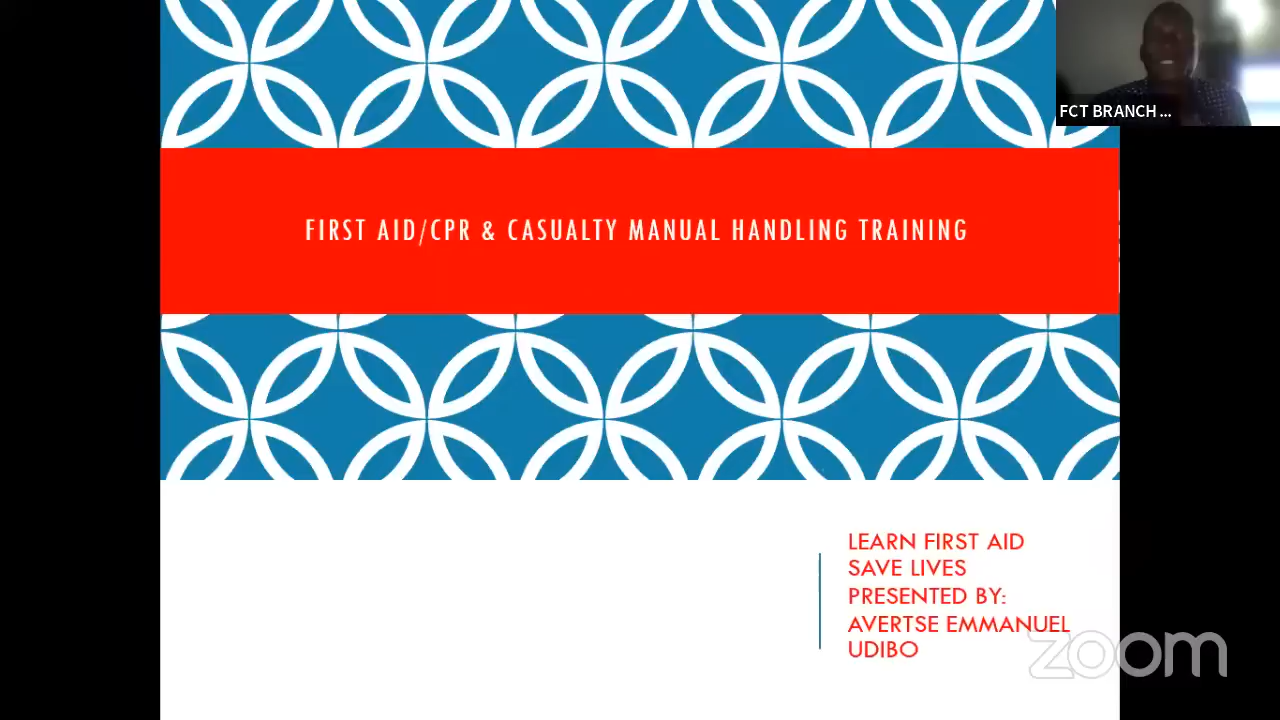 FCT BRANCH ...
FIRST AID/CPR & CASUALTY MANUAL HANDLING TRAINING
LEARN FIRST AID
SAVE LIVES
PRESENTED BY:
AVERTSE EMMANUEL
UDIBO
zoom